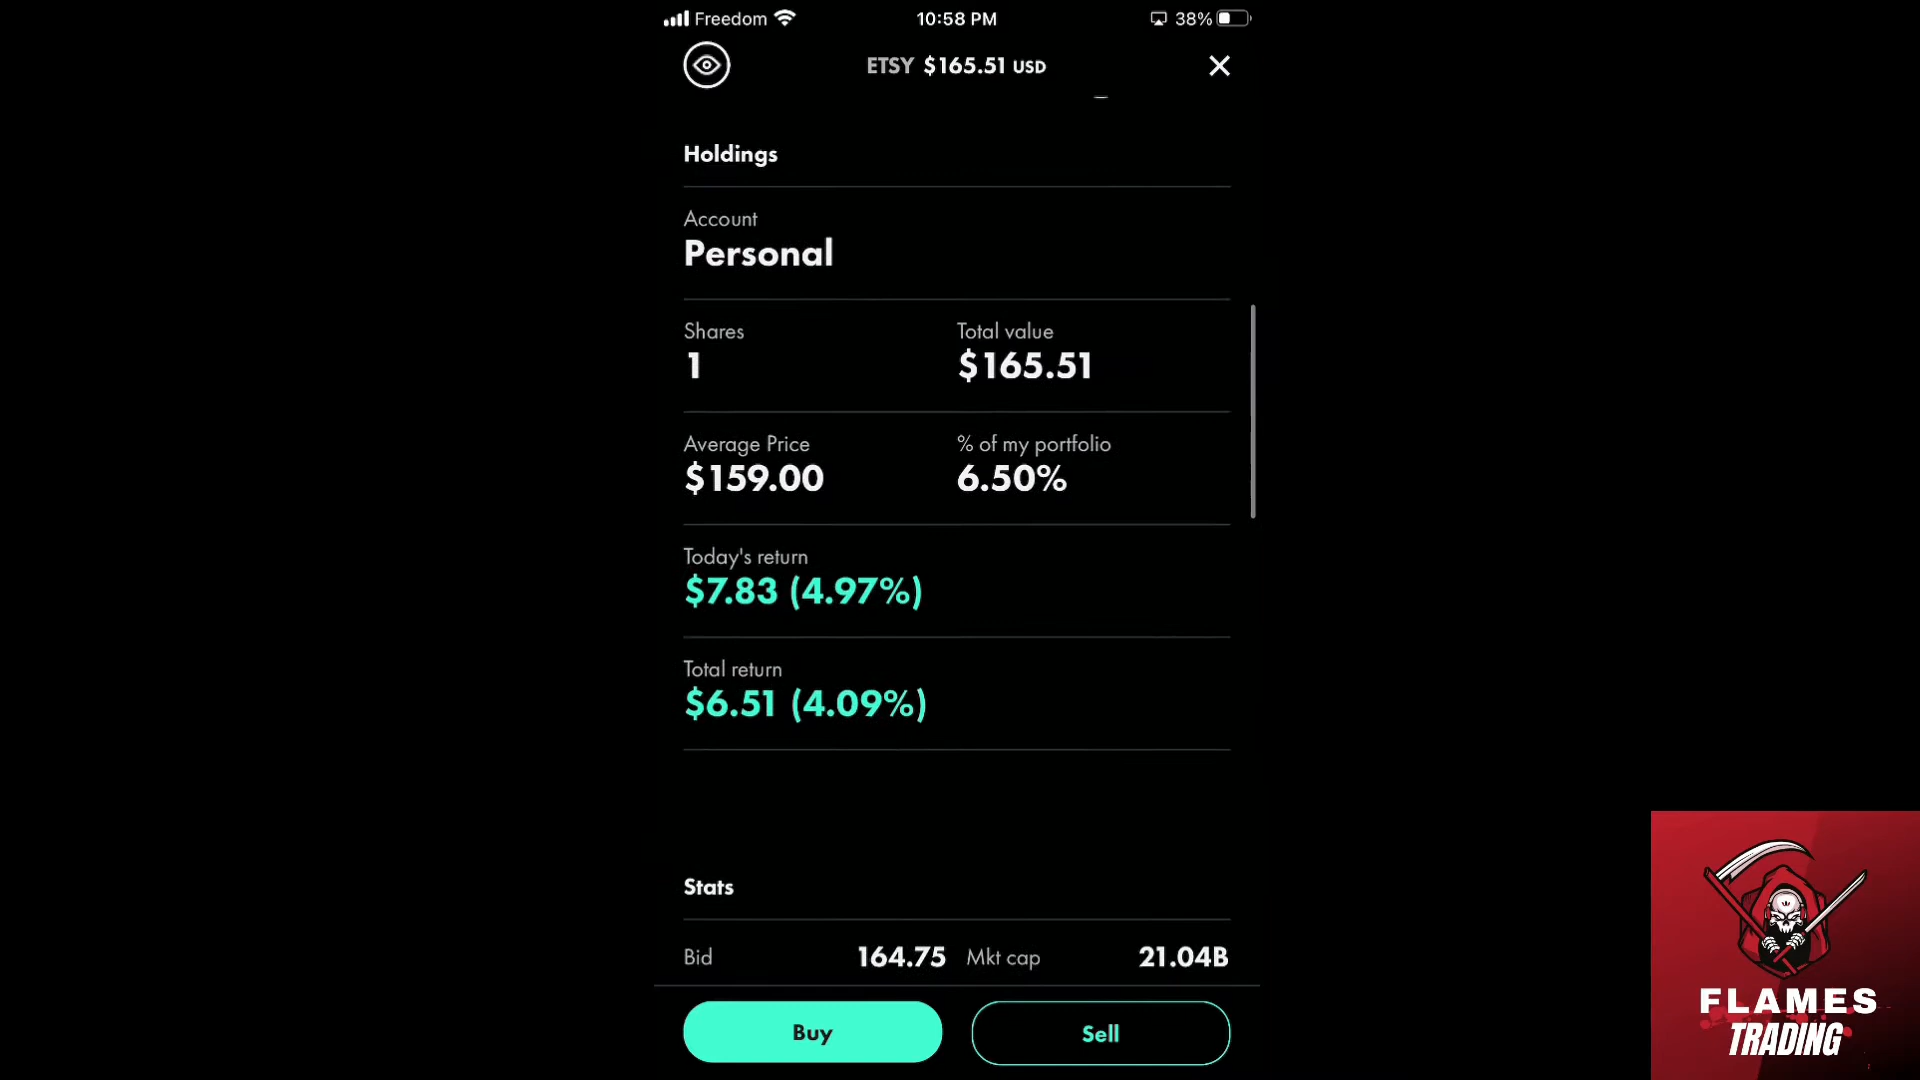 Freedom 10:58 PM 38%
ETSY $165.51 USD
Holdings
Account
Personal
Shares Total value
1 $165.51
Average Price % of my portfolio
$159.00 6.50%
Today's return
$7.83 (4.97%)
Total return
$6.51 (4.09%)
Stats
Bid 164.75 Mkt cap 21.04B
Buy Sell
FLAMES
TRADING